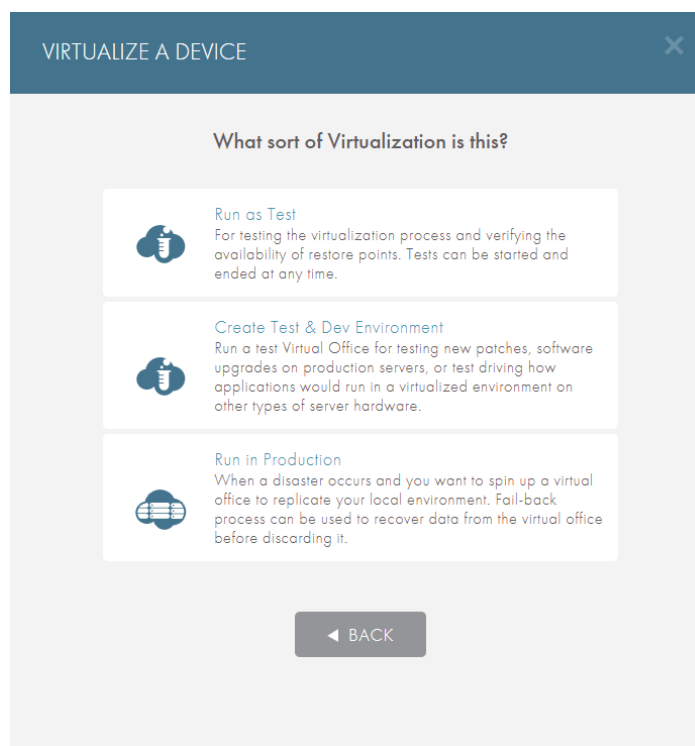 VIRTUALIZE A DEVICE
What sort of Virtualization is this?
Run as Test
For testing the virtualization process and verifying the
availability of restore points. Tests can be started and
ended at any time.
Create Test & Dev Environment
Run a test Virtual Office for testing new patches, software
upgrades on production servers, or test driving how
applications would run in a virtualized environment on
other types of server hardware.
Run in Production
When a disaster occurs and you want to spin up a virtual
office to replicate your local environment. Fail-back
process can be used to recover data from the virtual office
before discarding it.
BACK